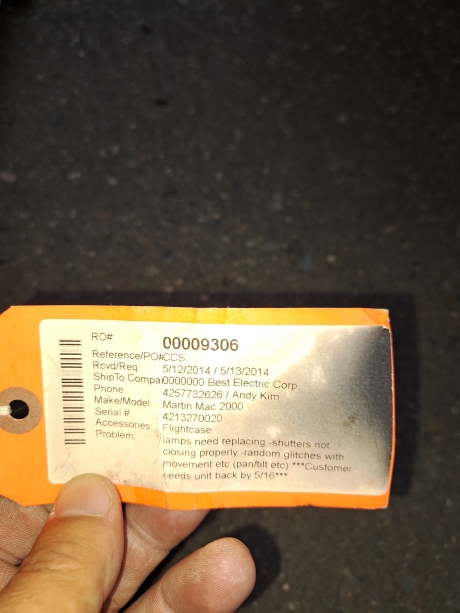 RO# 00009306
Reference/PO# CCS
Rcvd/Req 5/12/2014 / 5/13/2014
ShipTo Compa 0000000 Best Electric Corp
Phone 4257732626 / Andy Kim
Make/Model: Martin Mac 2000
Serial # 4213270020
Accessories Flightcase
Problem: lamps need replacing -shutters not
closing properly -random glitches with
movement etc (pan/tilt etc) ***Customer
needs unit back by 5/16***